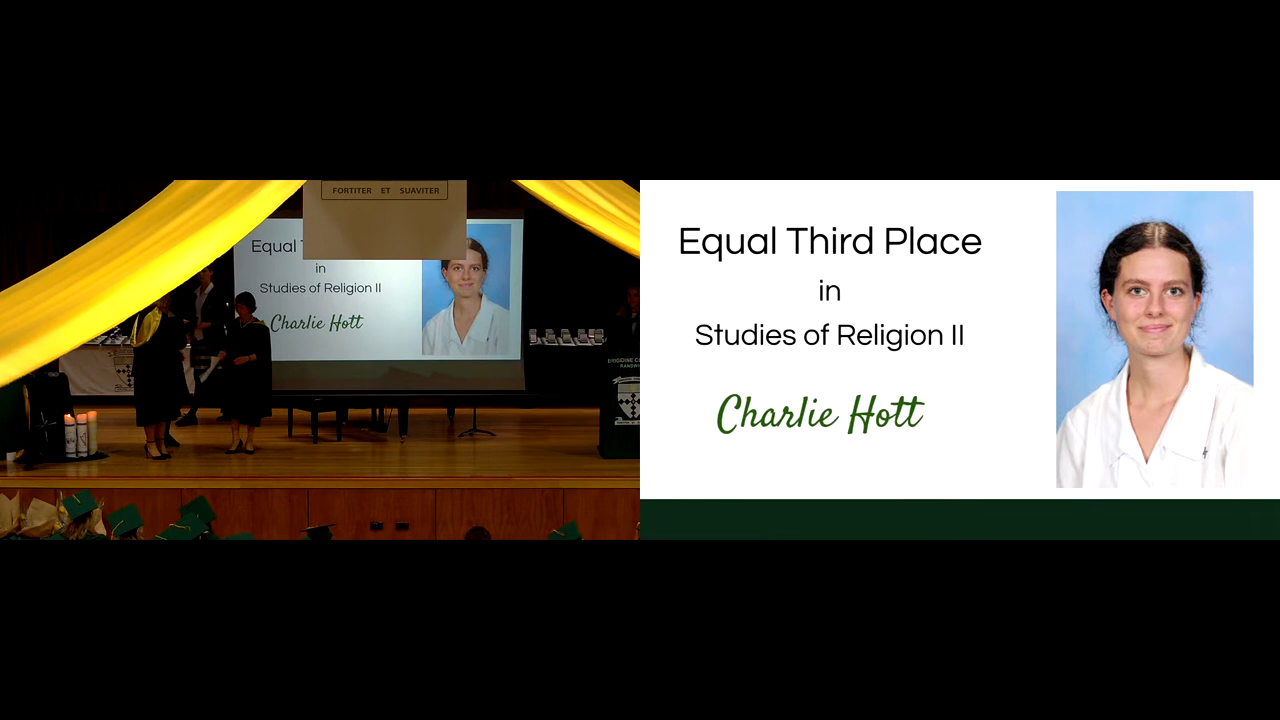 FORTITER ET SUAVITER
Equal T
in
Studies of Religion II
Charlie Hott
RANDWI
Equal Third Place
in
Studies of Religion II
Charlie Hott